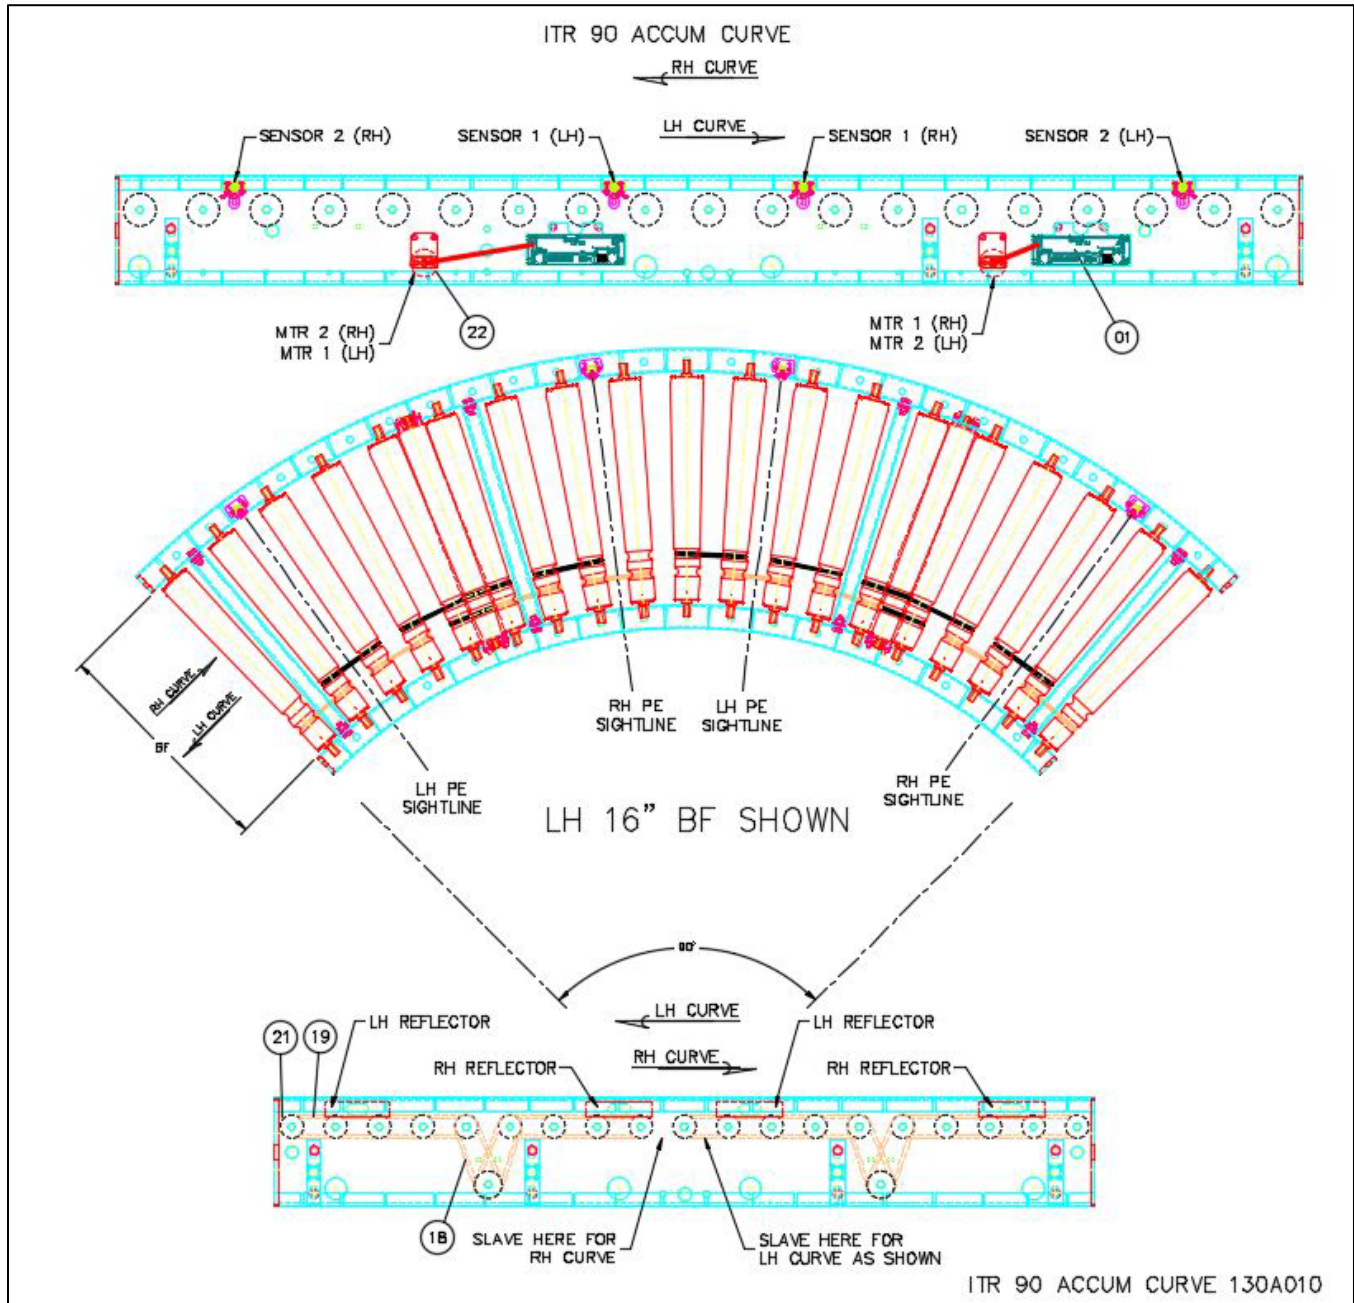 ITR 90 ACCUM CURVE
RH CURVE
LH CURVE
SENSOR 2 (RH)
SENSOR 1 (LH)
SENSOR 1 (RH)
SENSOR 2 (LH)
MTR 2 (RH)
MTR 1 (LH)
22
MTR 1 (RH)
MTR 2 (LH)
01
RH CURVE
LH CURVE
BF
RH PE
SIGHTLINE
LH PE
SIGHTLINE
LH PE
SIGHTLINE
RH PE
SIGHTLINE
LH 16" BF SHOWN
90°
LH CURVE
RH CURVE
21
19
LH REFLECTOR
RH REFLECTOR
LH REFLECTOR
RH REFLECTOR
18
SLAVE HERE FOR
RH CURVE
SLAVE HERE FOR
LH CURVE AS SHOWN
ITR 90 ACCUM CURVE 130A010